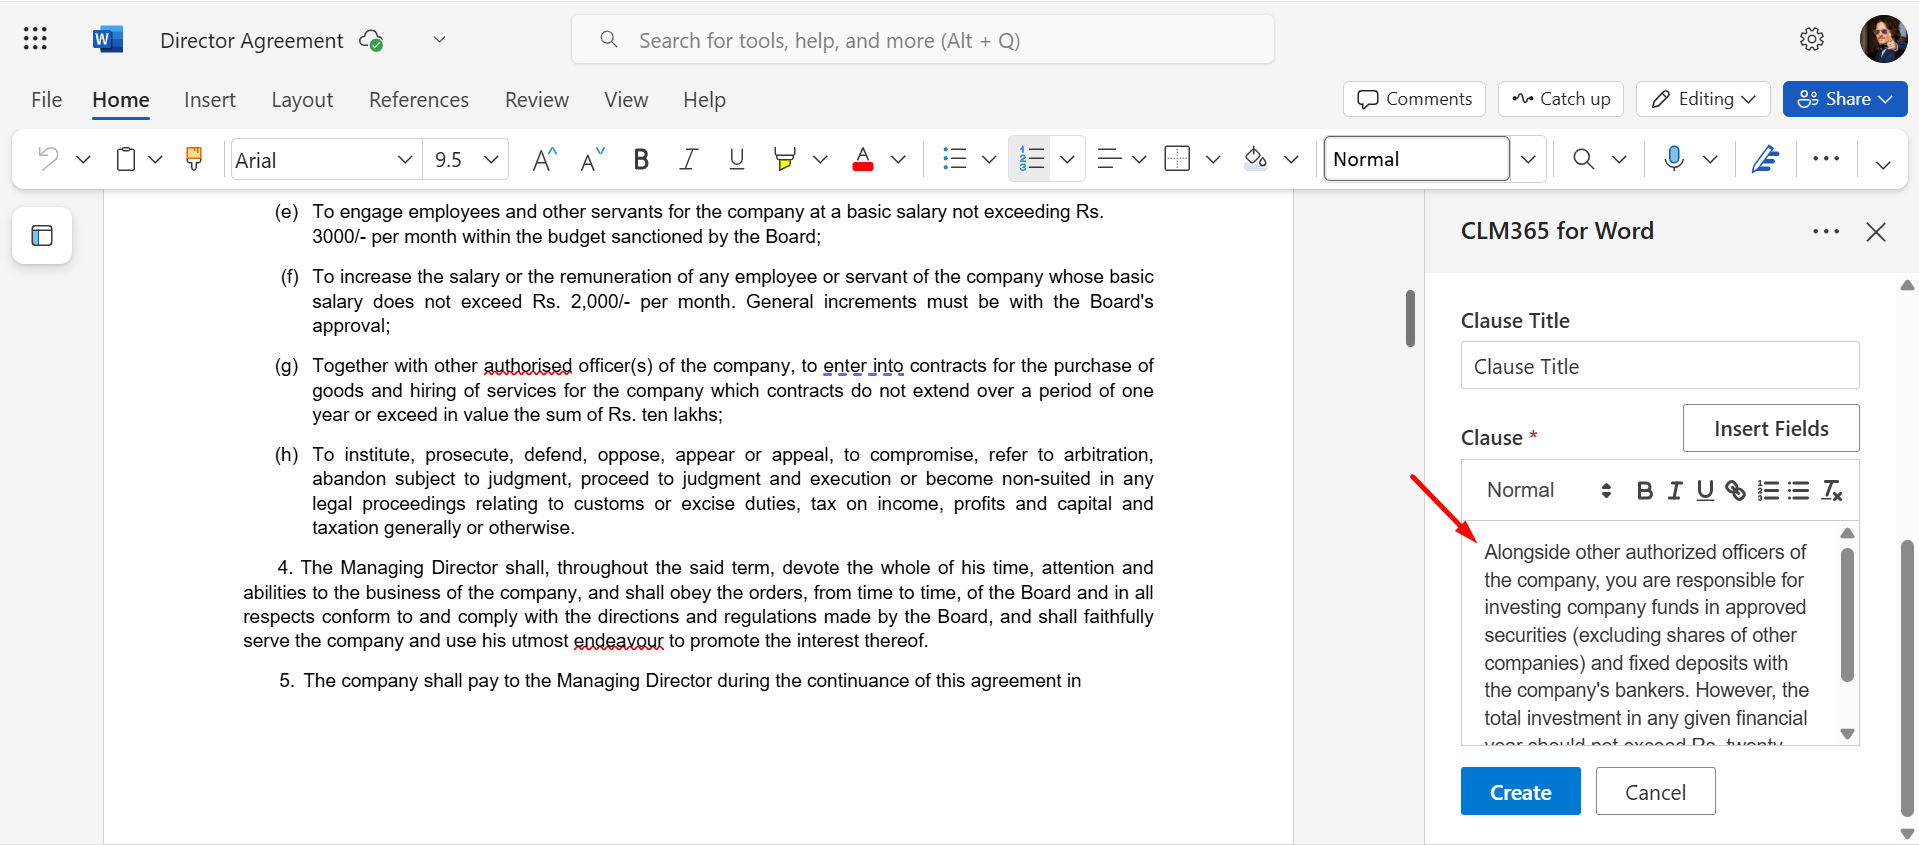 W Director Agreement
Search for tools, help, and more (Alt + Q)
File Home Insert Layout References Review View Help
Comments Catch up Editing Share
Arial 9.5 A A B I U A Normal
(e) To engage employees and other servants for the company at a basic salary not exceeding Rs.
3000/- per month within the budget sanctioned by the Board;
(f) To increase the salary or the remuneration of any employee or servant of the company whose basic
salary does not exceed Rs. 2,000/- per month. General increments must be with the Board's
approval;
(g) Together with other authorised officer(s) of the company, to enter into contracts for the purchase of
goods and hiring of services for the company which contracts do not extend over a period of one
year or exceed in value the sum of Rs. ten lakhs;
(h) To institute, prosecute, defend, oppose, appear or appeal, to compromise, refer to arbitration,
abandon subject to judgment, proceed to judgment and execution or become non-suited in any
legal proceedings relating to customs or excise duties, tax on income, profits and capital and
taxation generally or otherwise.
4. The Managing Director shall, throughout the said term, devote the whole of his time, attention and
abilities to the business of the company, and shall obey the orders, from time to time, of the Board and in all
respects conform to and comply with the directions and regulations made by the Board, and shall faithfully
serve the company and use his utmost endeavour to promote the interest thereof.
5. The company shall pay to the Managing Director during the continuance of this agreement in
CLM365 for Word
Clause Title
Clause Title
Clause *
Insert Fields
Normal B I U
Alongside other authorized officers of
the company, you are responsible for
investing company funds in approved
securities (excluding shares of other
companies) and fixed deposits with
the company's bankers. However, the
total investment in any given financial
year should not exceed Rs. twenty
Create Cancel